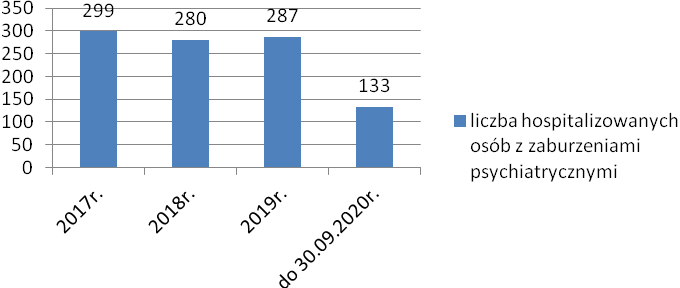 350
300
250
200
150
100
50
0
299
280
287
133
2017r.
2018r.
2019r.
do 30.09.2020r.
liczba hospitalizowanych
osób z zaburzeniami
psychiatrycznymi